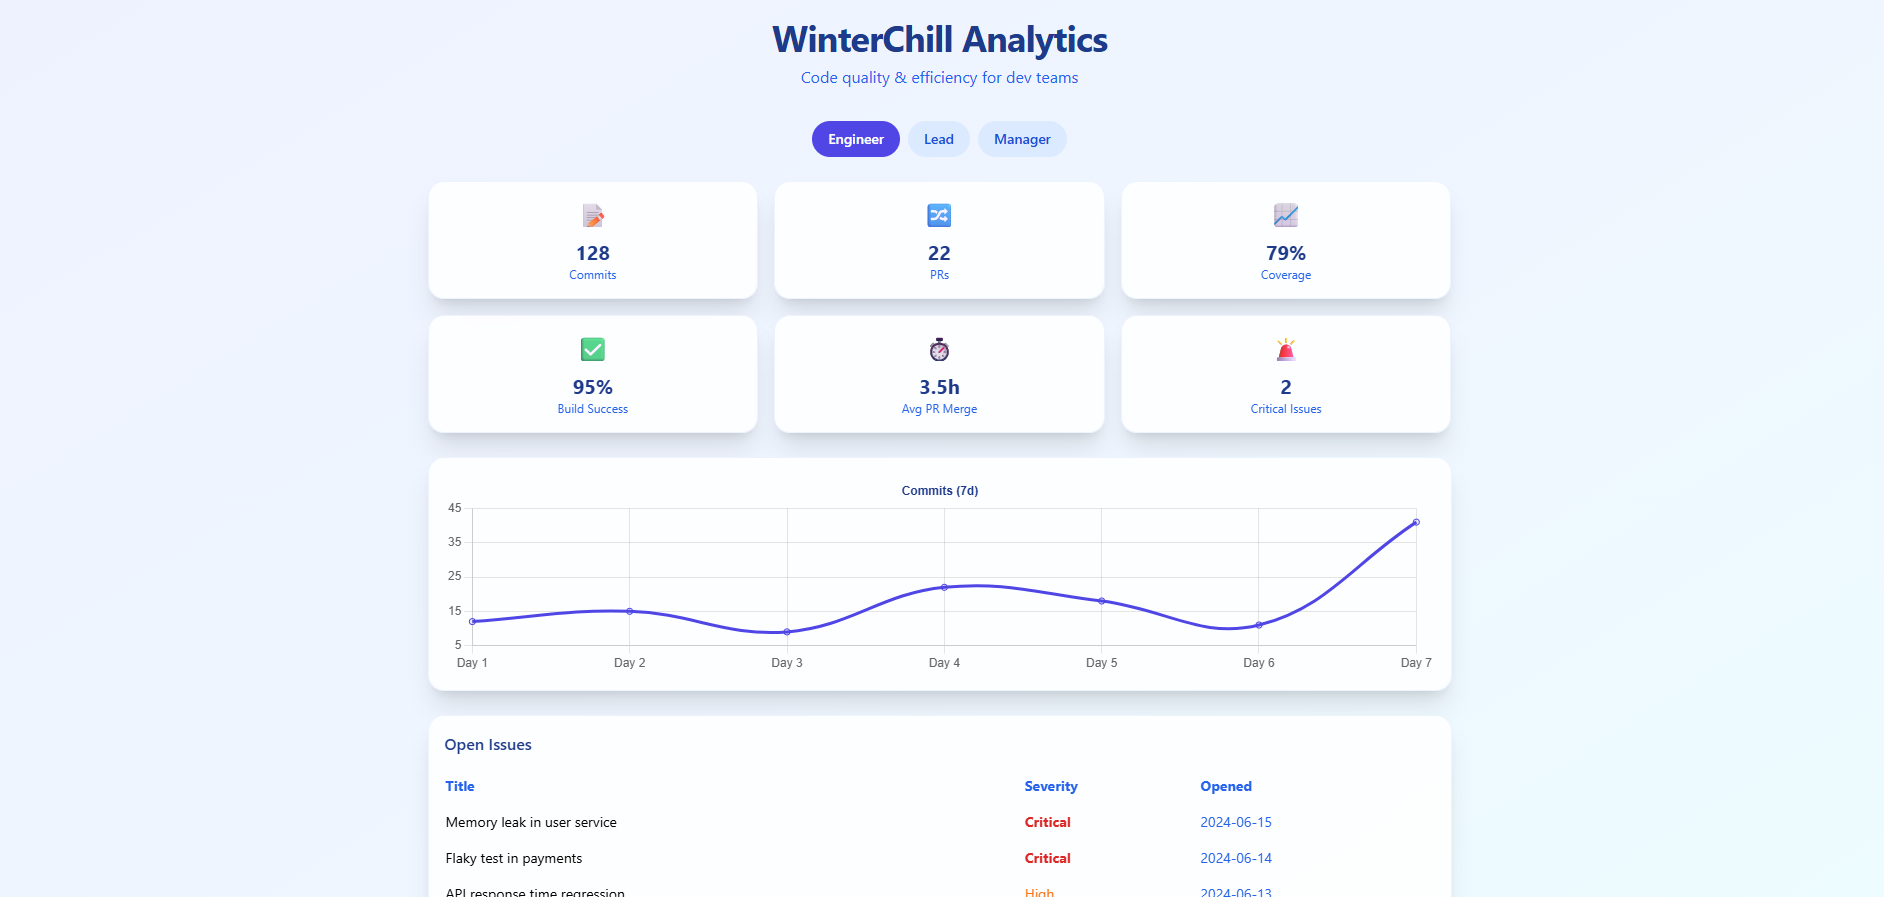 WinterChill Analytics
Code quality & efficiency for dev teams
Engineer Lead Manager
128 22 79%
Commits PRs Coverage
95% 3.5h 2
Build Success Avg PR Merge Critical Issues
Commits (7d)
45
35
25
15
5
Day 1 Day 2 Day 3 Day 4 Day 5 Day 6 Day 7
Open Issues
Title Severity Opened
Memory leak in user service Critical 2024-06-15
Flaky test in payments Critical 2024-06-14
API response time regression High 2024-06-13